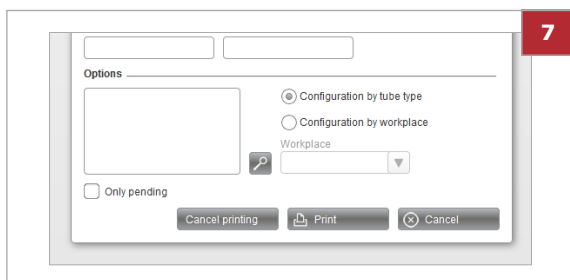 7
Options
Configuration by tube type
Configuration by workplace
Workplace
Only pending
Cancel printing
Print
Cancel